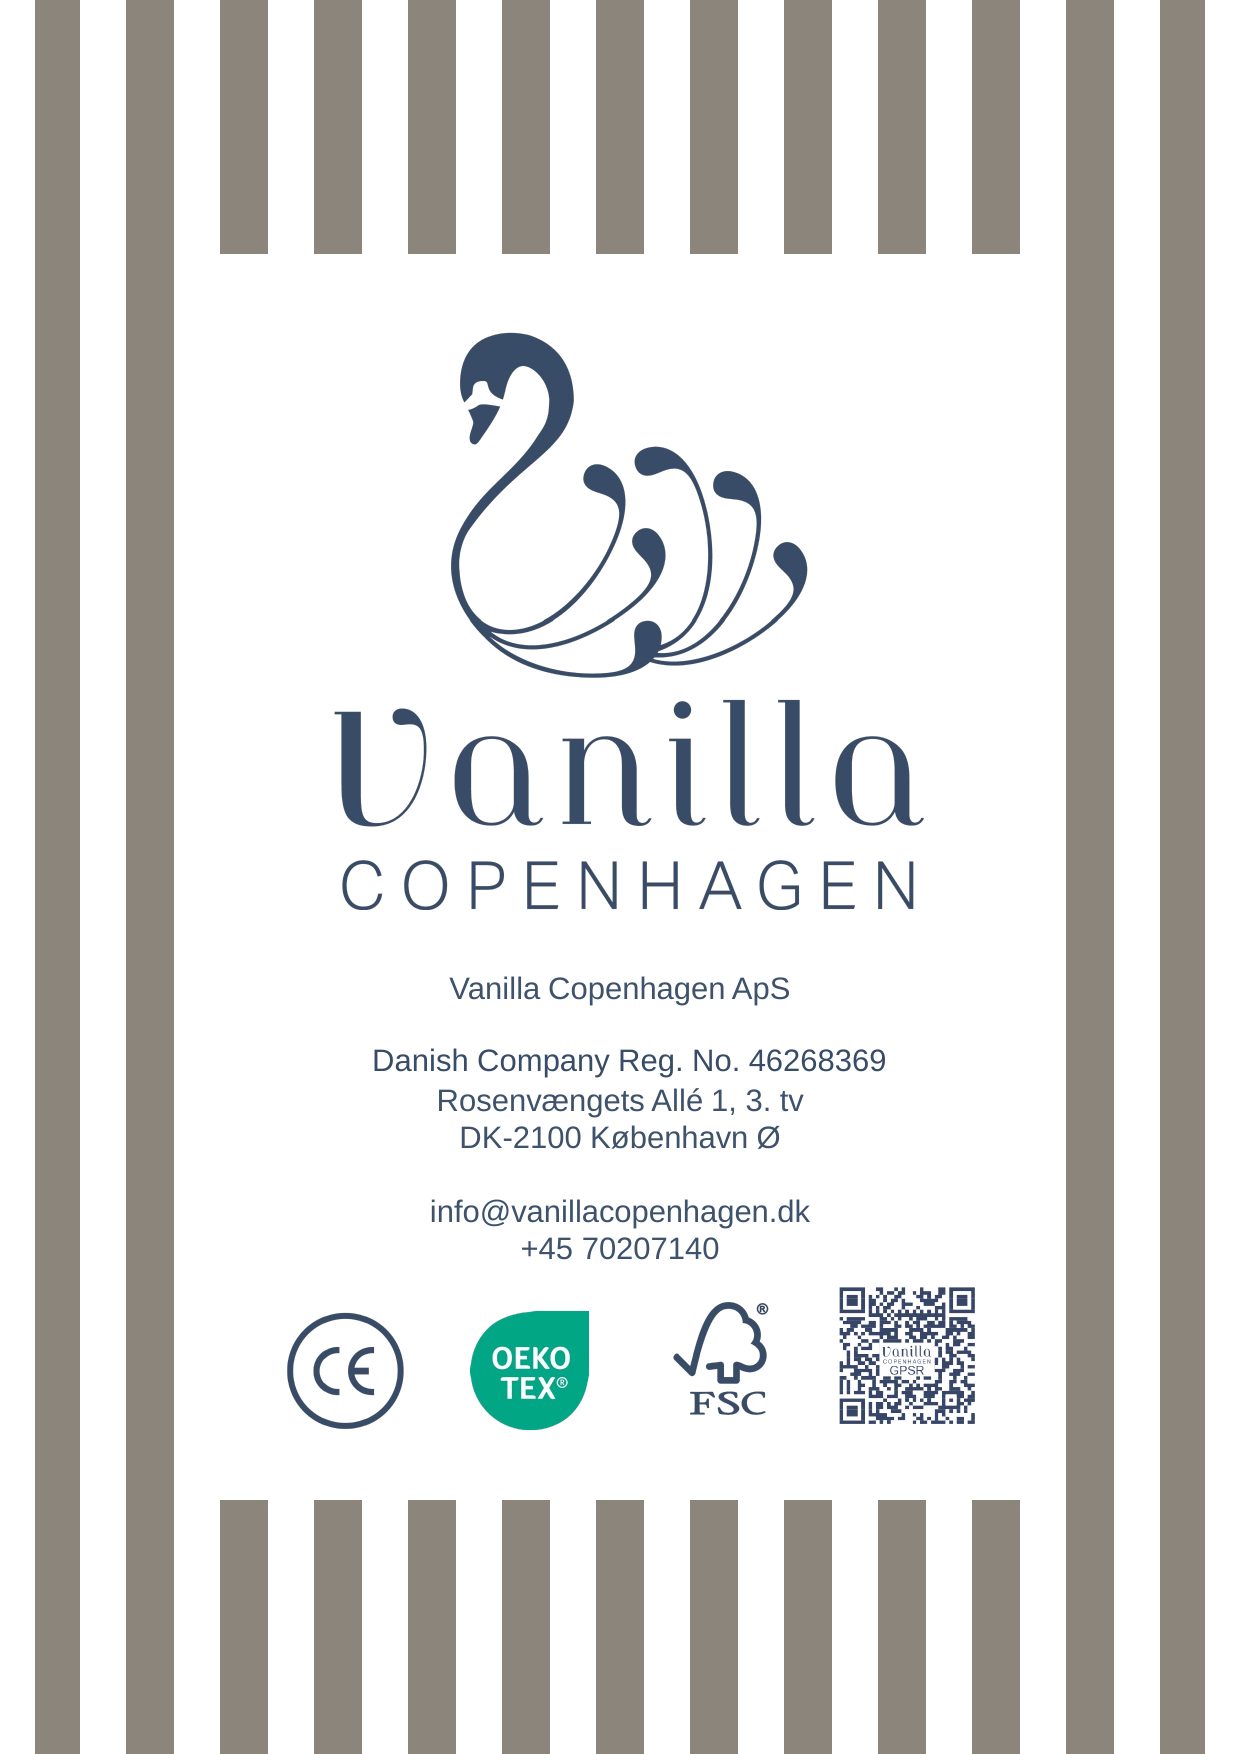 Vanilla
COPENHAGEN
Vanilla Copenhagen ApS
Danish Company Reg. No. 46268369
Rosenvængets Allé 1, 3. tv
DK-2100 København Ø
info@vanillacopenhagen.dk
+45 70207140
CE
OEKO
TEX®
®
FSC
Vanilla
COPENHAGEN
GPSR